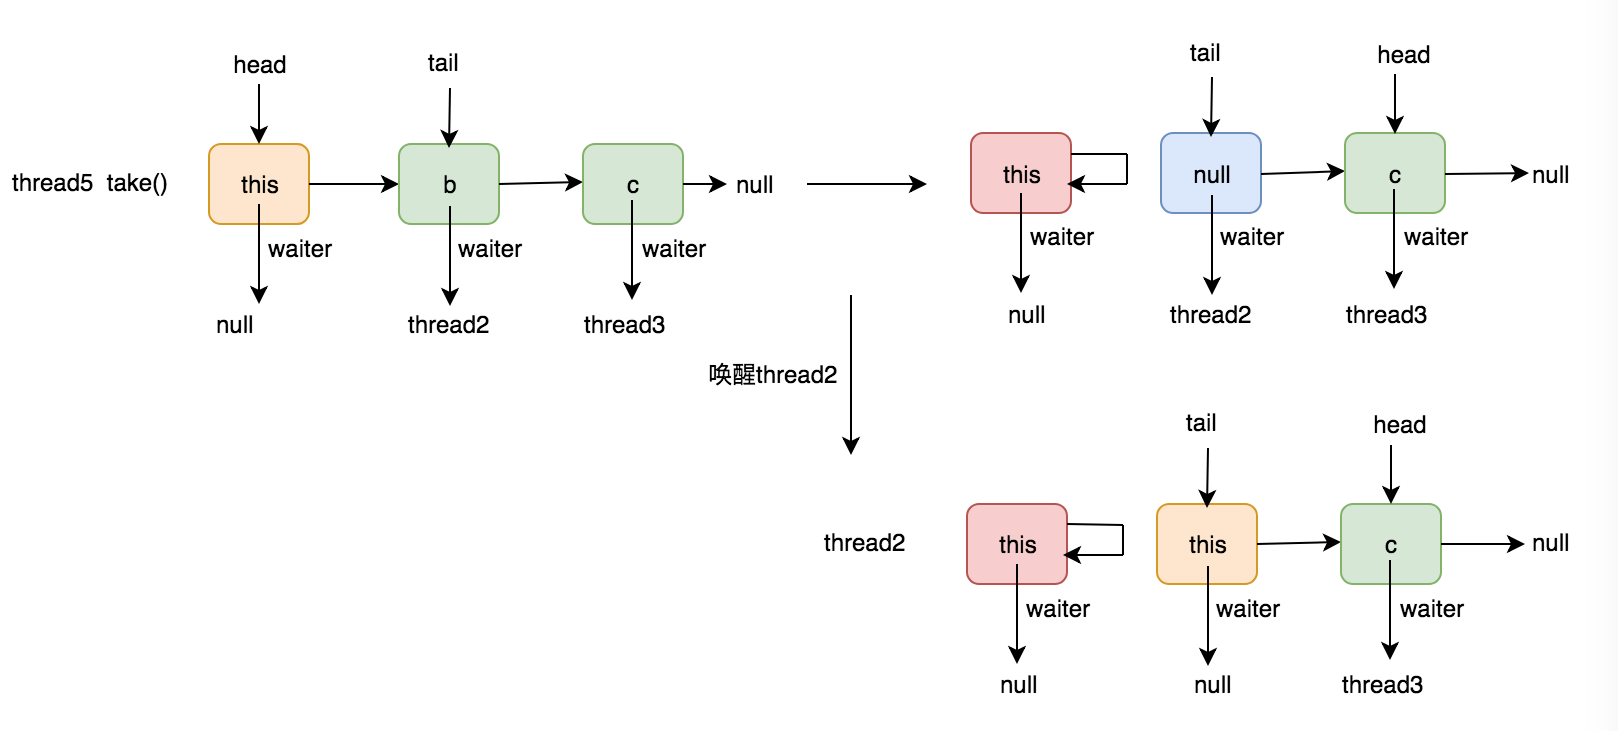 head
tail
thread5 take()
this
b
c
null
waiter
waiter
waiter
null
thread2
thread3
tail
head
this
null
c
null
waiter
waiter
waiter
null
thread2
thread3
唤醒thread2
tail
head
thread2
this
this
c
null
waiter
waiter
waiter
null
null
thread3